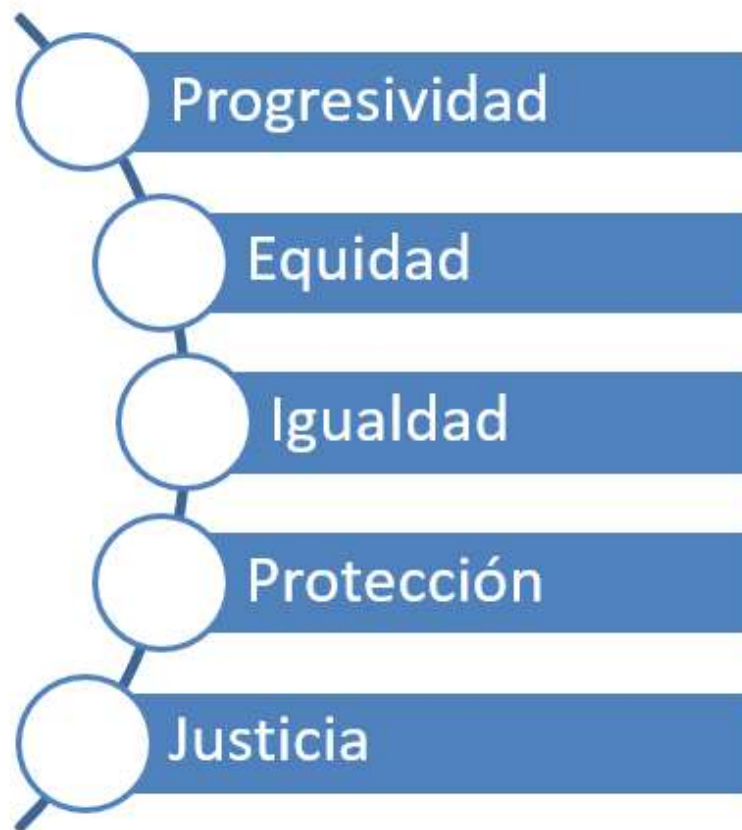 Progresividad
Equidad
Igualdad
Protección
Justicia